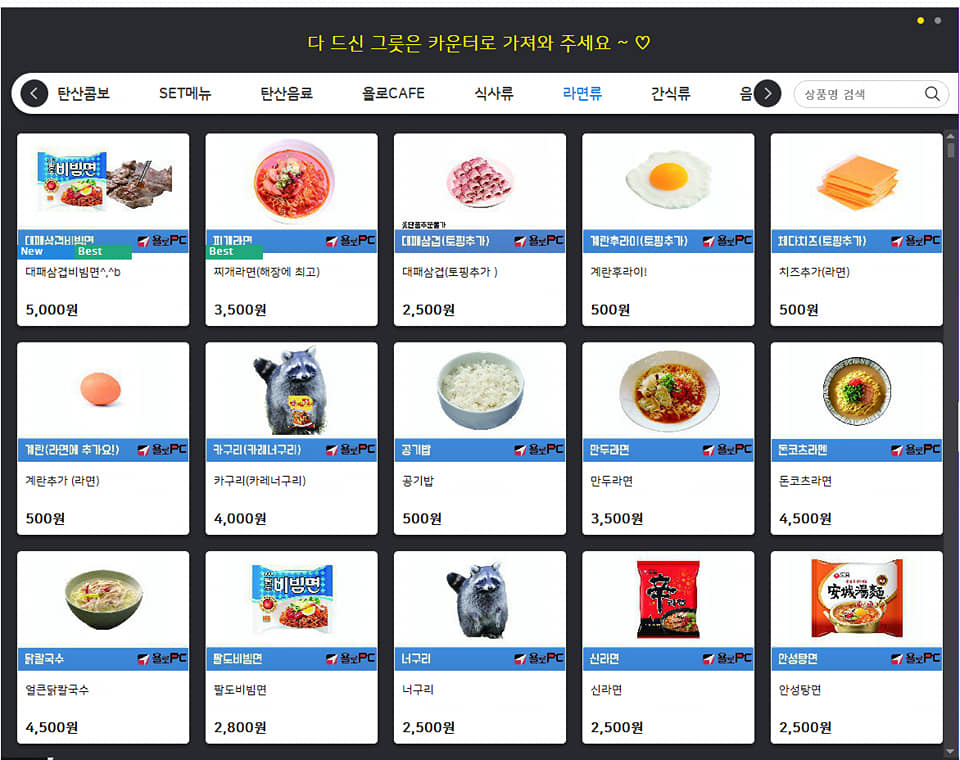 다 드신 그릇은 카운터로 가져와 주세요 ~ ♡
탄산콤보 SET메뉴 탄산음료 욜로CAFE 식사류 라면류 간식류 음 상품명 검색
팔도 비빔면
대패삼겹비빔면 욜로PC
New Best
대패삼겹비빔면^,^b
5,000원
찌개라면 욜로PC
Best
찌개라면(해장에 최고)
3,500원
대패삼겹(토핑추가) 욜로PC
대패삼겹(토핑추가 )
2,500원
계란후라이(토핑추가) 욜로PC
계란후라이!
500원
체다치즈(토핑추가) 욜로PC
치즈추가(라면)
500원
계란(라면에 추가요!) 욜로PC
계란추가 (라면)
500원
카구리(카레너구리) 욜로PC
카구리(카레너구리)
4,000원
공기밥 욜로PC
공기밥
500원
만두라면 욜로PC
만두라면
3,500원
돈코츠라멘 욜로PC
돈코츠라면
4,500원
닭칼국수 욜로PC
얼큰닭칼국수
4,500원
팔도 비빔면
팔도비빔면 욜로PC
팔도비빔면
2,800원
너구리 욜로PC
너구리
2,500원
辛
라면
신라면 욜로PC
신라면
2,500원
농심
安城湯麵
안성탕면 욜로PC
안성탕면
2,500원